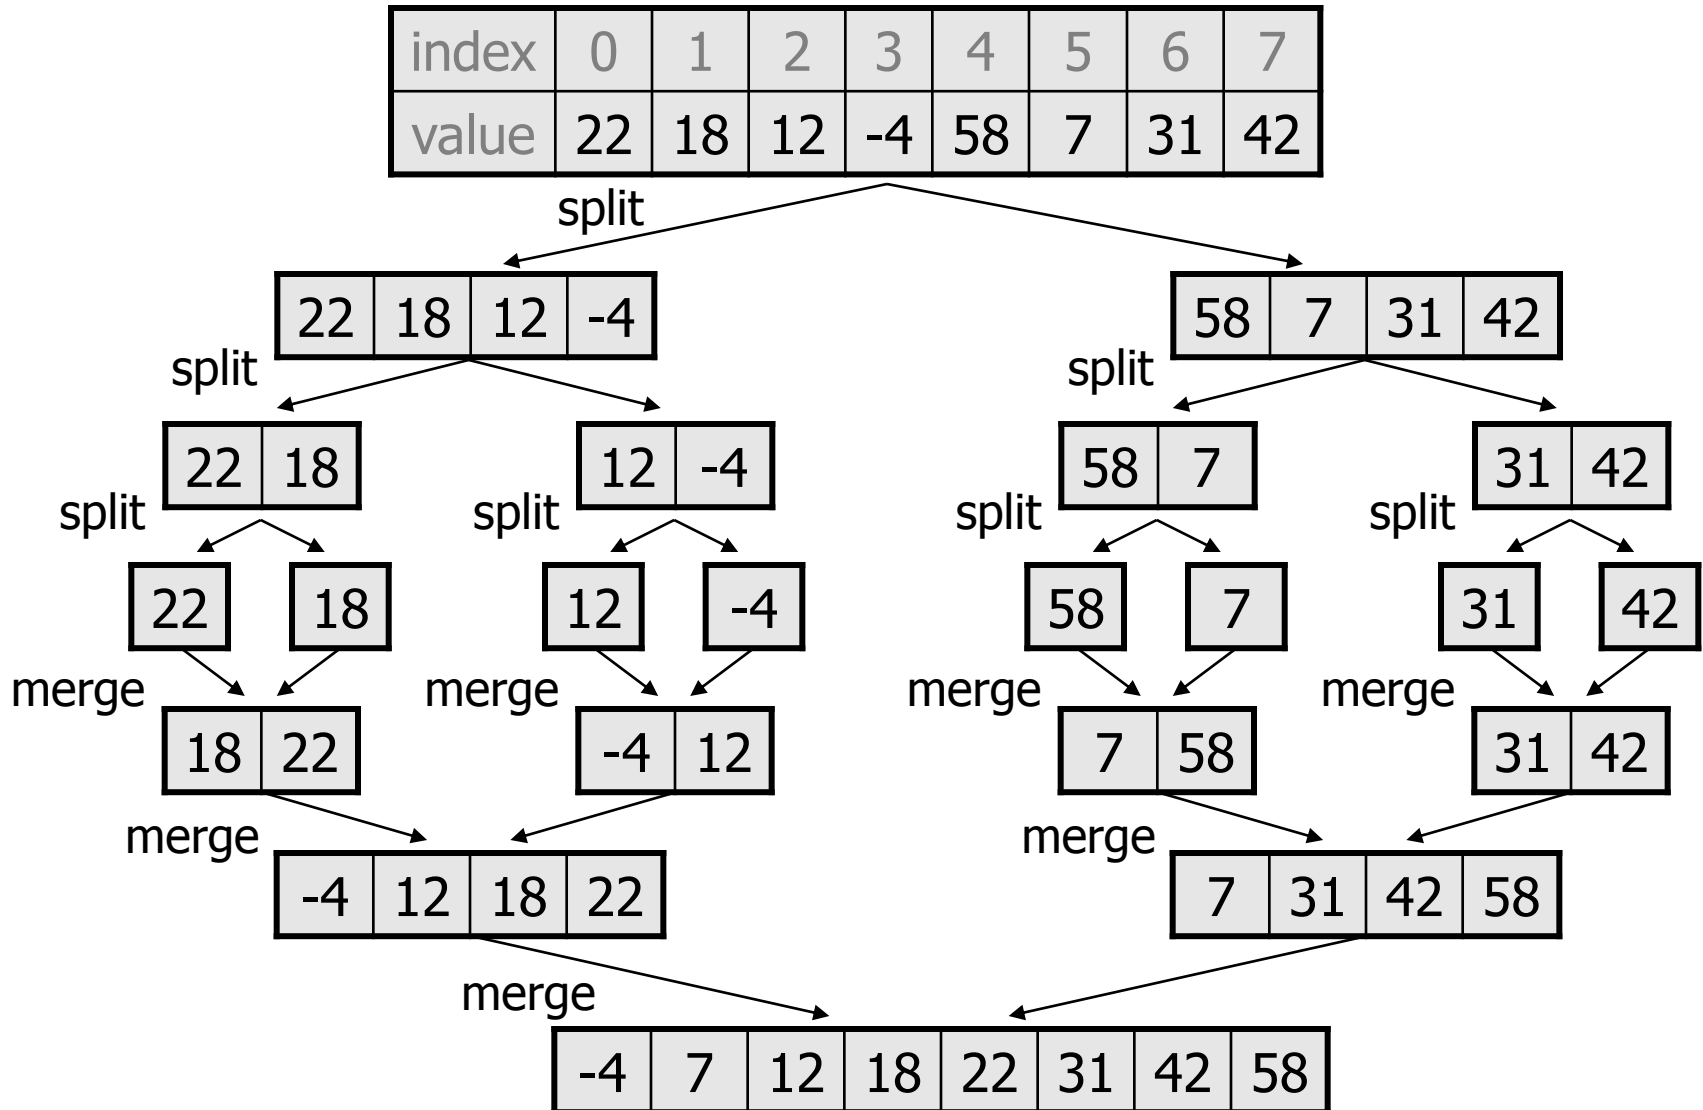 index 0 1 2 3 4 5 6 7
value 22 18 12 -4 58 7 31 42
split
22 18 12 -4 58 7 31 42
split split
22 18 12 -4 58 7 31 42
split split split split
22 18 12 -4 58 7 31 42
merge merge merge merge
18 22 -4 12 7 58 31 42
merge merge
-4 12 18 22 7 31 42 58
merge
-4 7 12 18 22 31 42 58